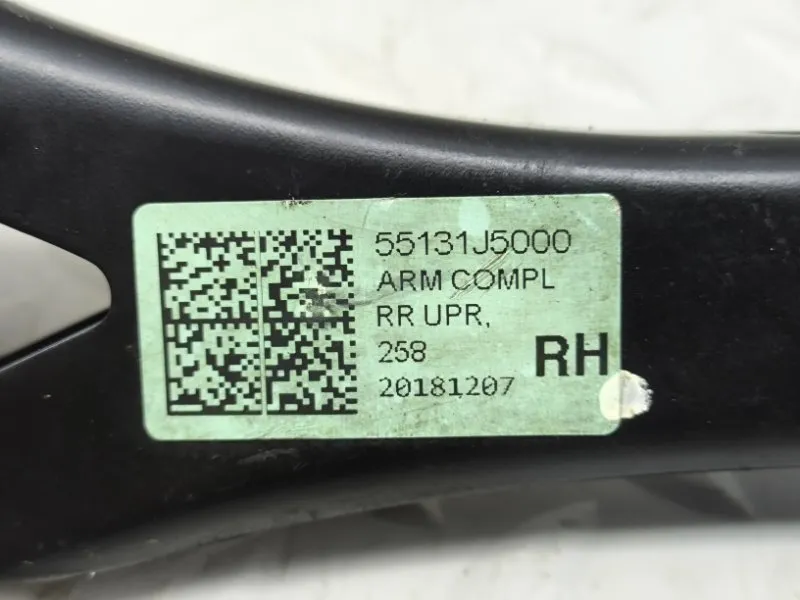 55131J5000
ARM COMPL
RR UPR,
258
RH
20181207